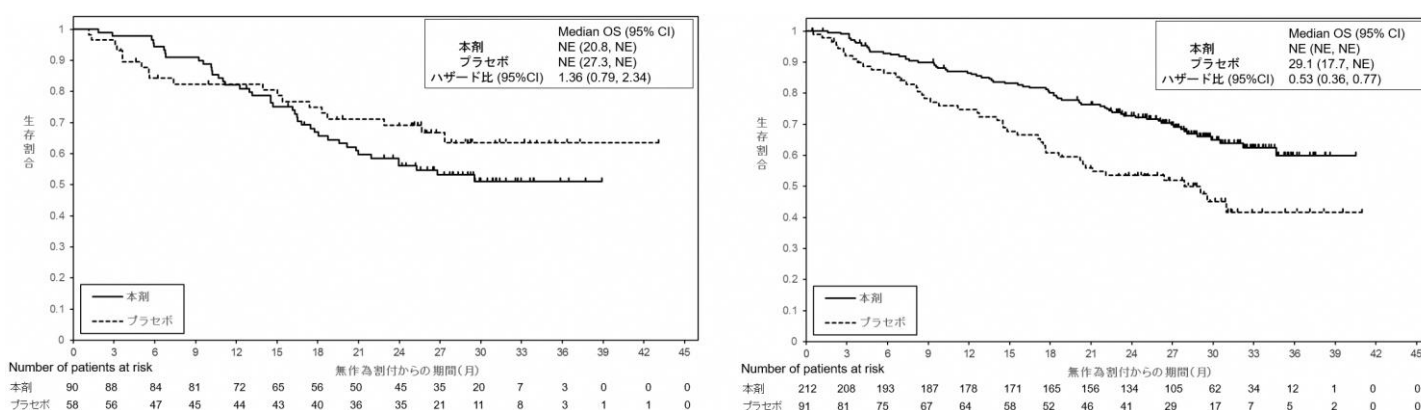 Median OS (95% CI)
本剤 NE (20.8, NE)
プラセボ NE (27.3, NE)
ハザード比 (95%CI) 1.36 (0.79, 2.34)
1
0.9
0.8
0.7
0.6
0.5
0.4
0.3
0.2
0.1
0
生存割合
本剤
プラセボ
0 3 6 9 12 15 18 21 24 27 30 33 36 39 42 45
無作為割付からの期間(月)
Number of patients at risk
本剤 90 88 84 81 72 65 56 50 45 35 20 7 3 0 0 0
プラセボ 58 56 47 45 44 43 40 36 35 21 11 8 3 1 1 0
Median OS (95% CI)
本剤 NE (NE, NE)
プラセボ 29.1 (17.7, NE)
ハザード比 (95%CI) 0.53 (0.36, 0.77)
1
0.9
0.8
0.7
0.6
0.5
0.4
0.3
0.2
0.1
0
生存割合
本剤
プラセボ
0 3 6 9 12 15 18 21 24 27 30 33 36 39 42 45
無作為割付からの期間(月)
Number of patients at risk
本剤 212 208 193 187 178 171 165 156 134 105 62 34 12 1 0 0
プラセボ 91 81 75 67 64 58 52 46 41 29 17 7 5 2 0 0